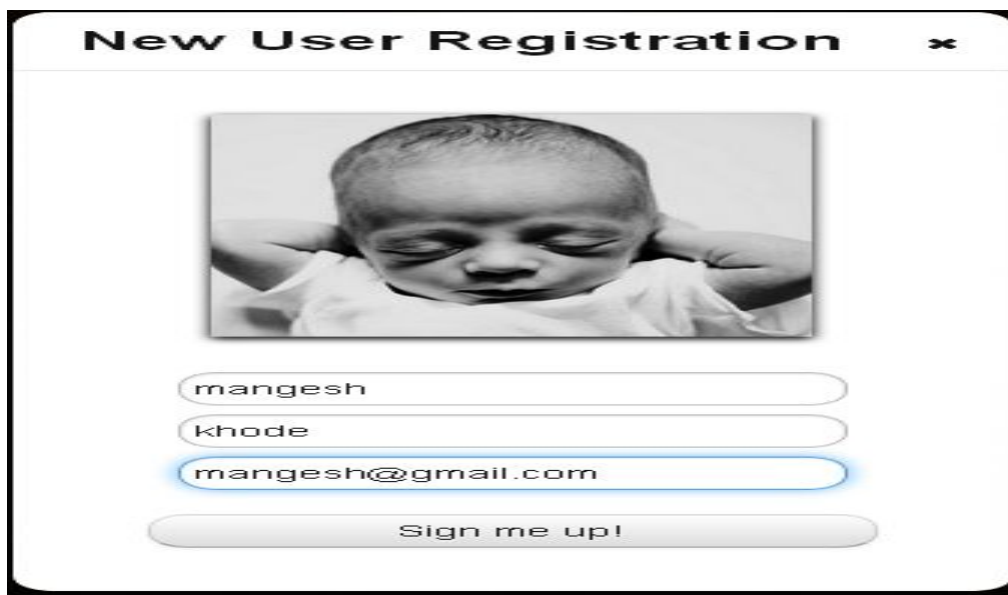 New User Registration ×
mangesh
khode
mangesh@gmail.com
Sign me up!